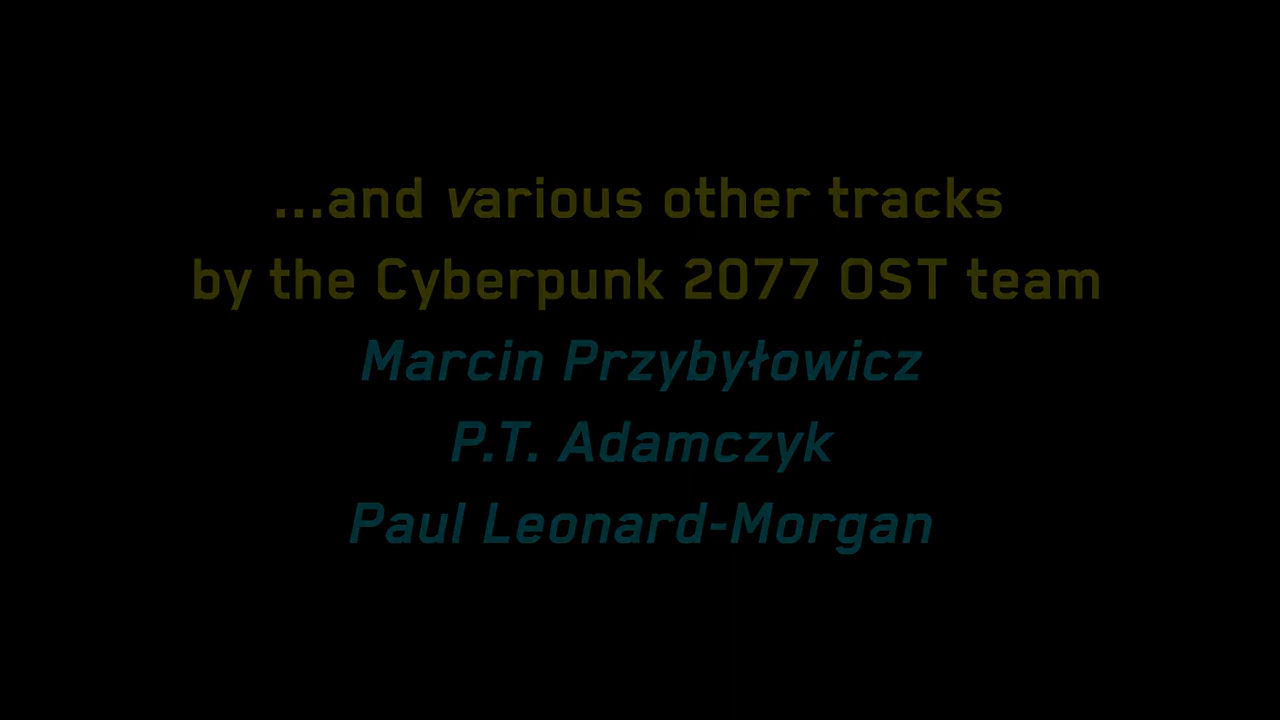 ...and various other tracks
by the Cyberpunk 2077 OST team
Marcin Przybyłowicz
P.T. Adamczyk
Paul Leonard-Morgan